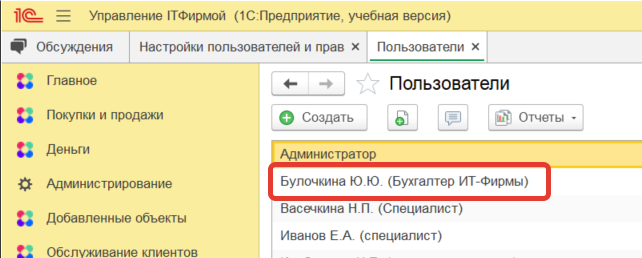 1С Управление ITФирмой (1С:Предприятие, учебная версия)
Обсуждения Настройки пользователей и прав × Пользователи ×
Главное
Покупки и продажи
Деньги
Администрирование
Добавленные объекты
Обслуживание клиентов
Пользователи
Создать Отчеты
Администратор
Булочкина Ю.Ю. (Бухгалтер ИТ-Фирмы)
Васечкина Н.П. (Специалист)
Иванов Е.А. (специалист)